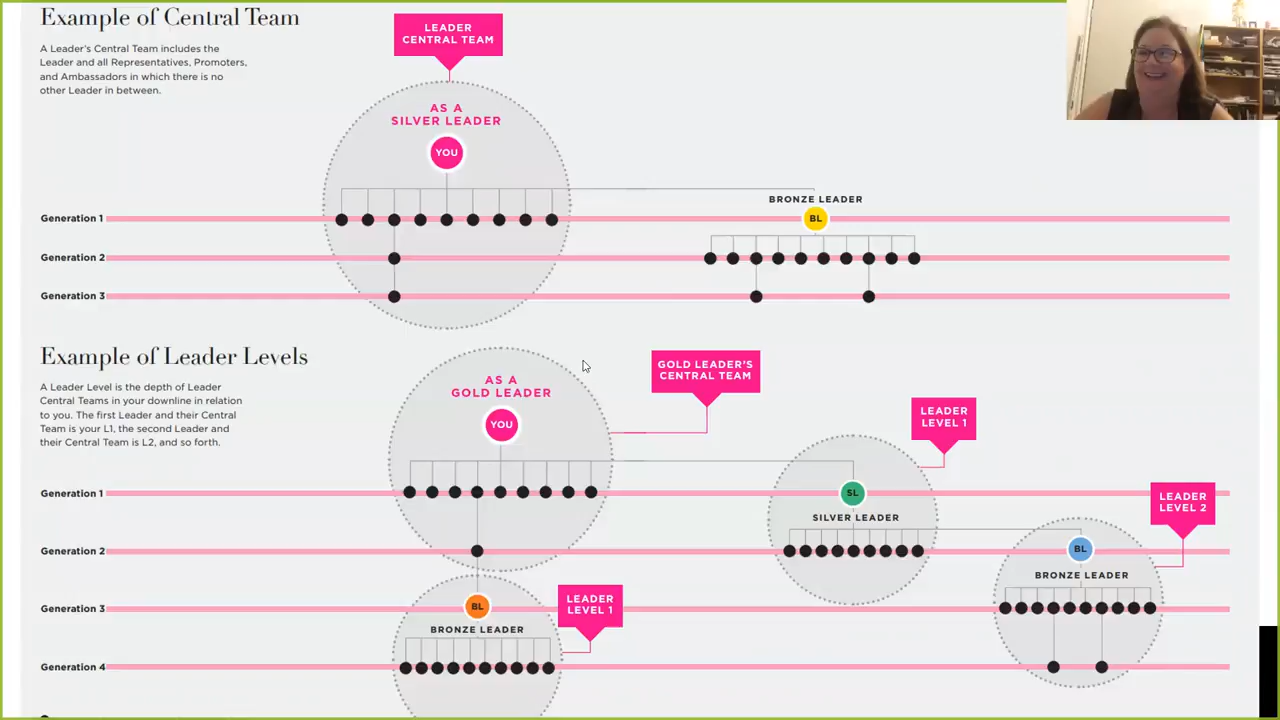 Example of Central Team
A Leader's Central Team includes the
Leader and all Representatives, Promoters,
and Ambassadors in which there is no
other Leader in between.
LEADER
CENTRAL TEAM
AS A
SILVER LEADER
YOU
BRONZE LEADER
Generation 1
BL
Generation 2
Generation 3
Example of Leader Levels
A Leader Level is the depth of Leader
Central Teams in your downline in relation
to you. The first Leader and their Central
Team is your L1, the second Leader and
their Central Team is L2, and so forth.
AS A
GOLD LEADER
YOU
GOLD LEADER'S
CENTRAL TEAM
LEADER
LEVEL 1
Generation 1
SL
SILVER LEADER
LEADER
LEVEL 2
Generation 2
BL
BRONZE LEADER
Generation 3
BL
BRONZE LEADER
LEADER
LEVEL 1
Generation 4